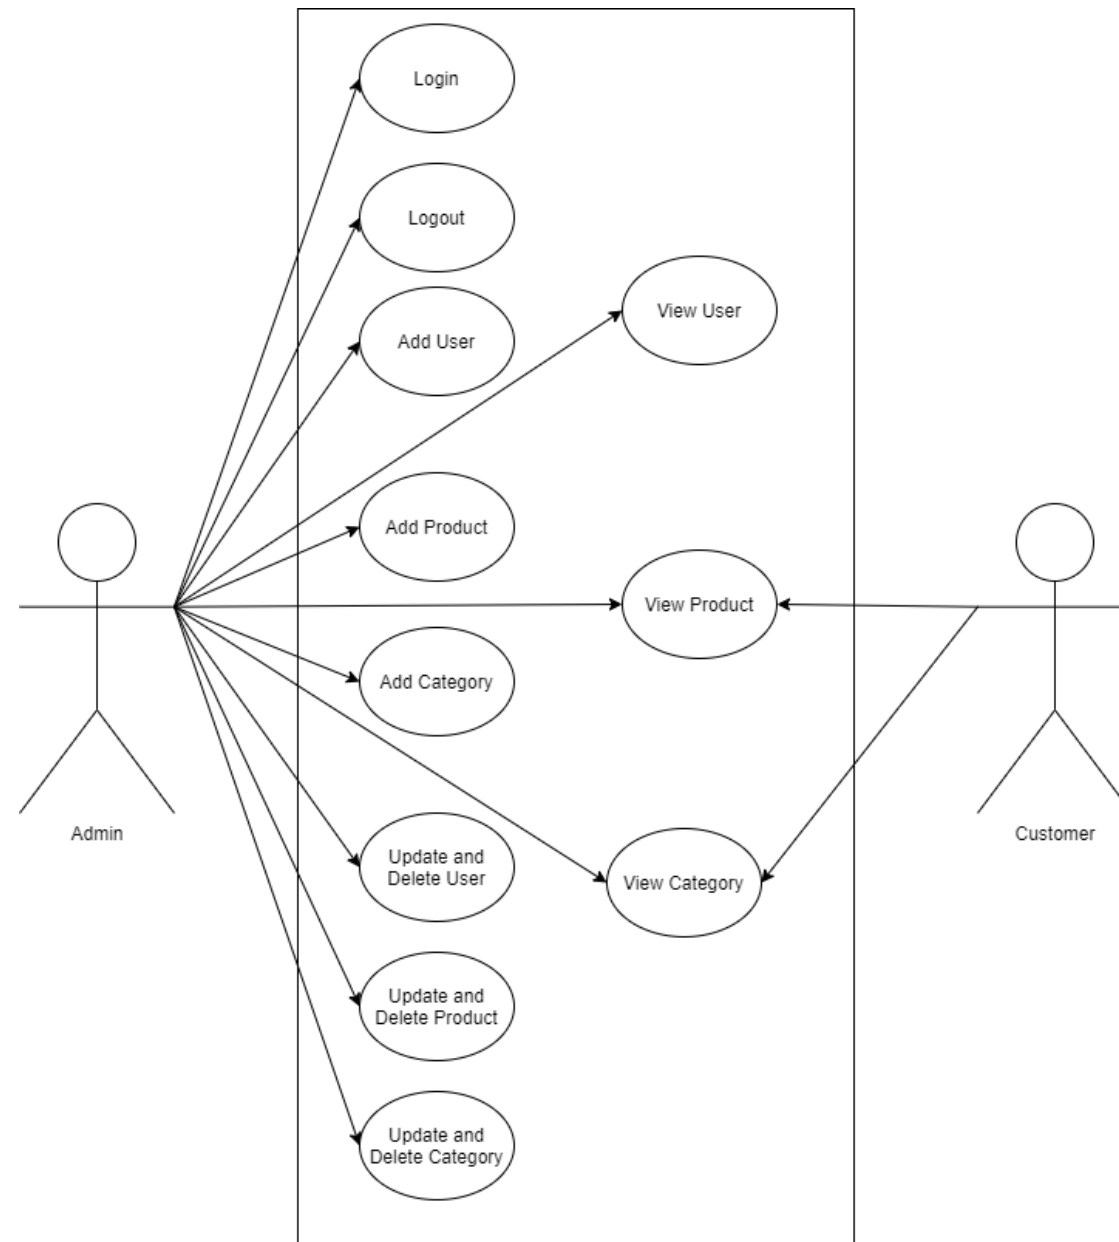 Login
Logout
View User
Add User
Add Product
View Product
Add Category
Admin
Customer
Update and
Delete User
View Category
Update and
Delete Product
Update and
Delete Category